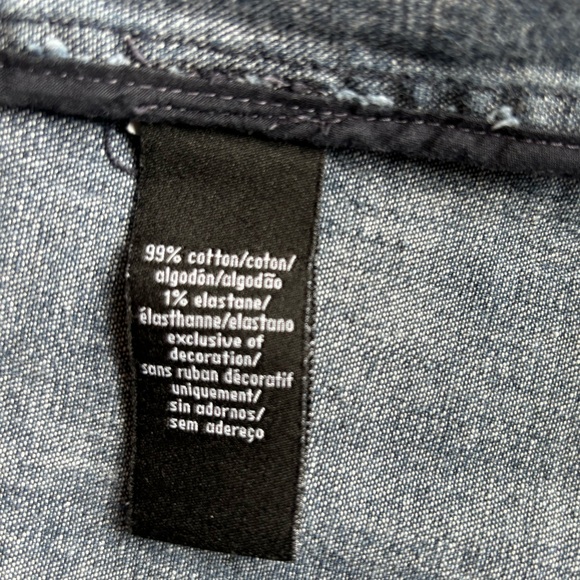 99% cotton/coton/
algodón/algodão
1% elastane/
élasthanne/elastano
exclusive of
decoration/
sans ruban décoratif
uniquement/
sin adornos/
sem adereço